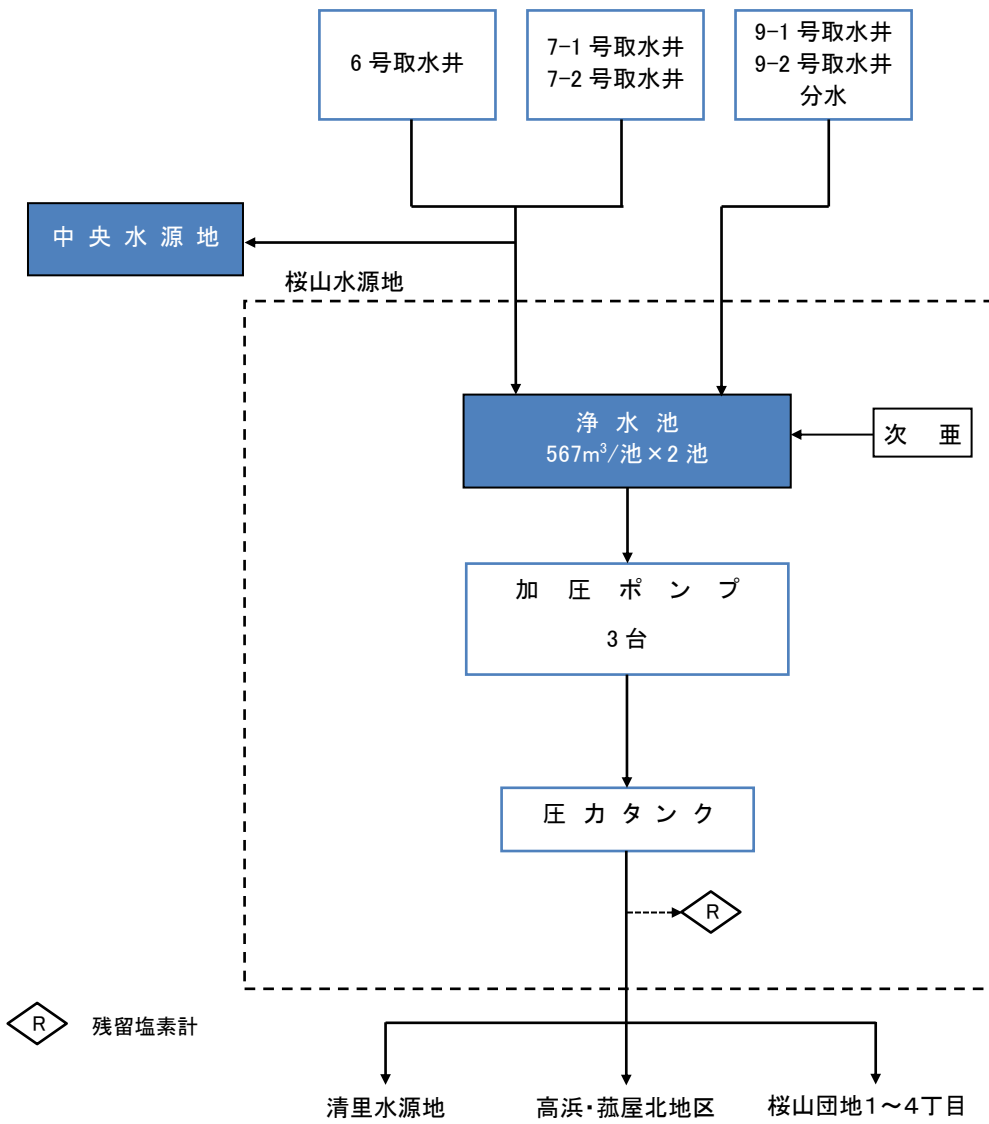 6 号取水井
7-1 号取水井
7-2 号取水井
9-1 号取水井
9-2 号取水井
分水
中 央 水 源 地
桜山水源地
浄 水 池
567m³/池×2 池
次 亜
加 圧 ポ ン プ
3 台
圧 力 タ ン ク
R
R 残留塩素計
清里水源地 高浜・菰屋北地区 桜山団地1～4丁目